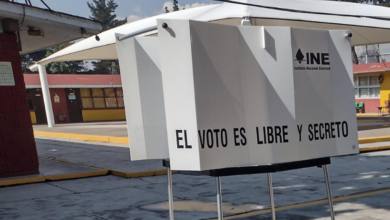 INE
Instituto Nacional Electoral
EL VOTO ES LIBRE Y SECRETO